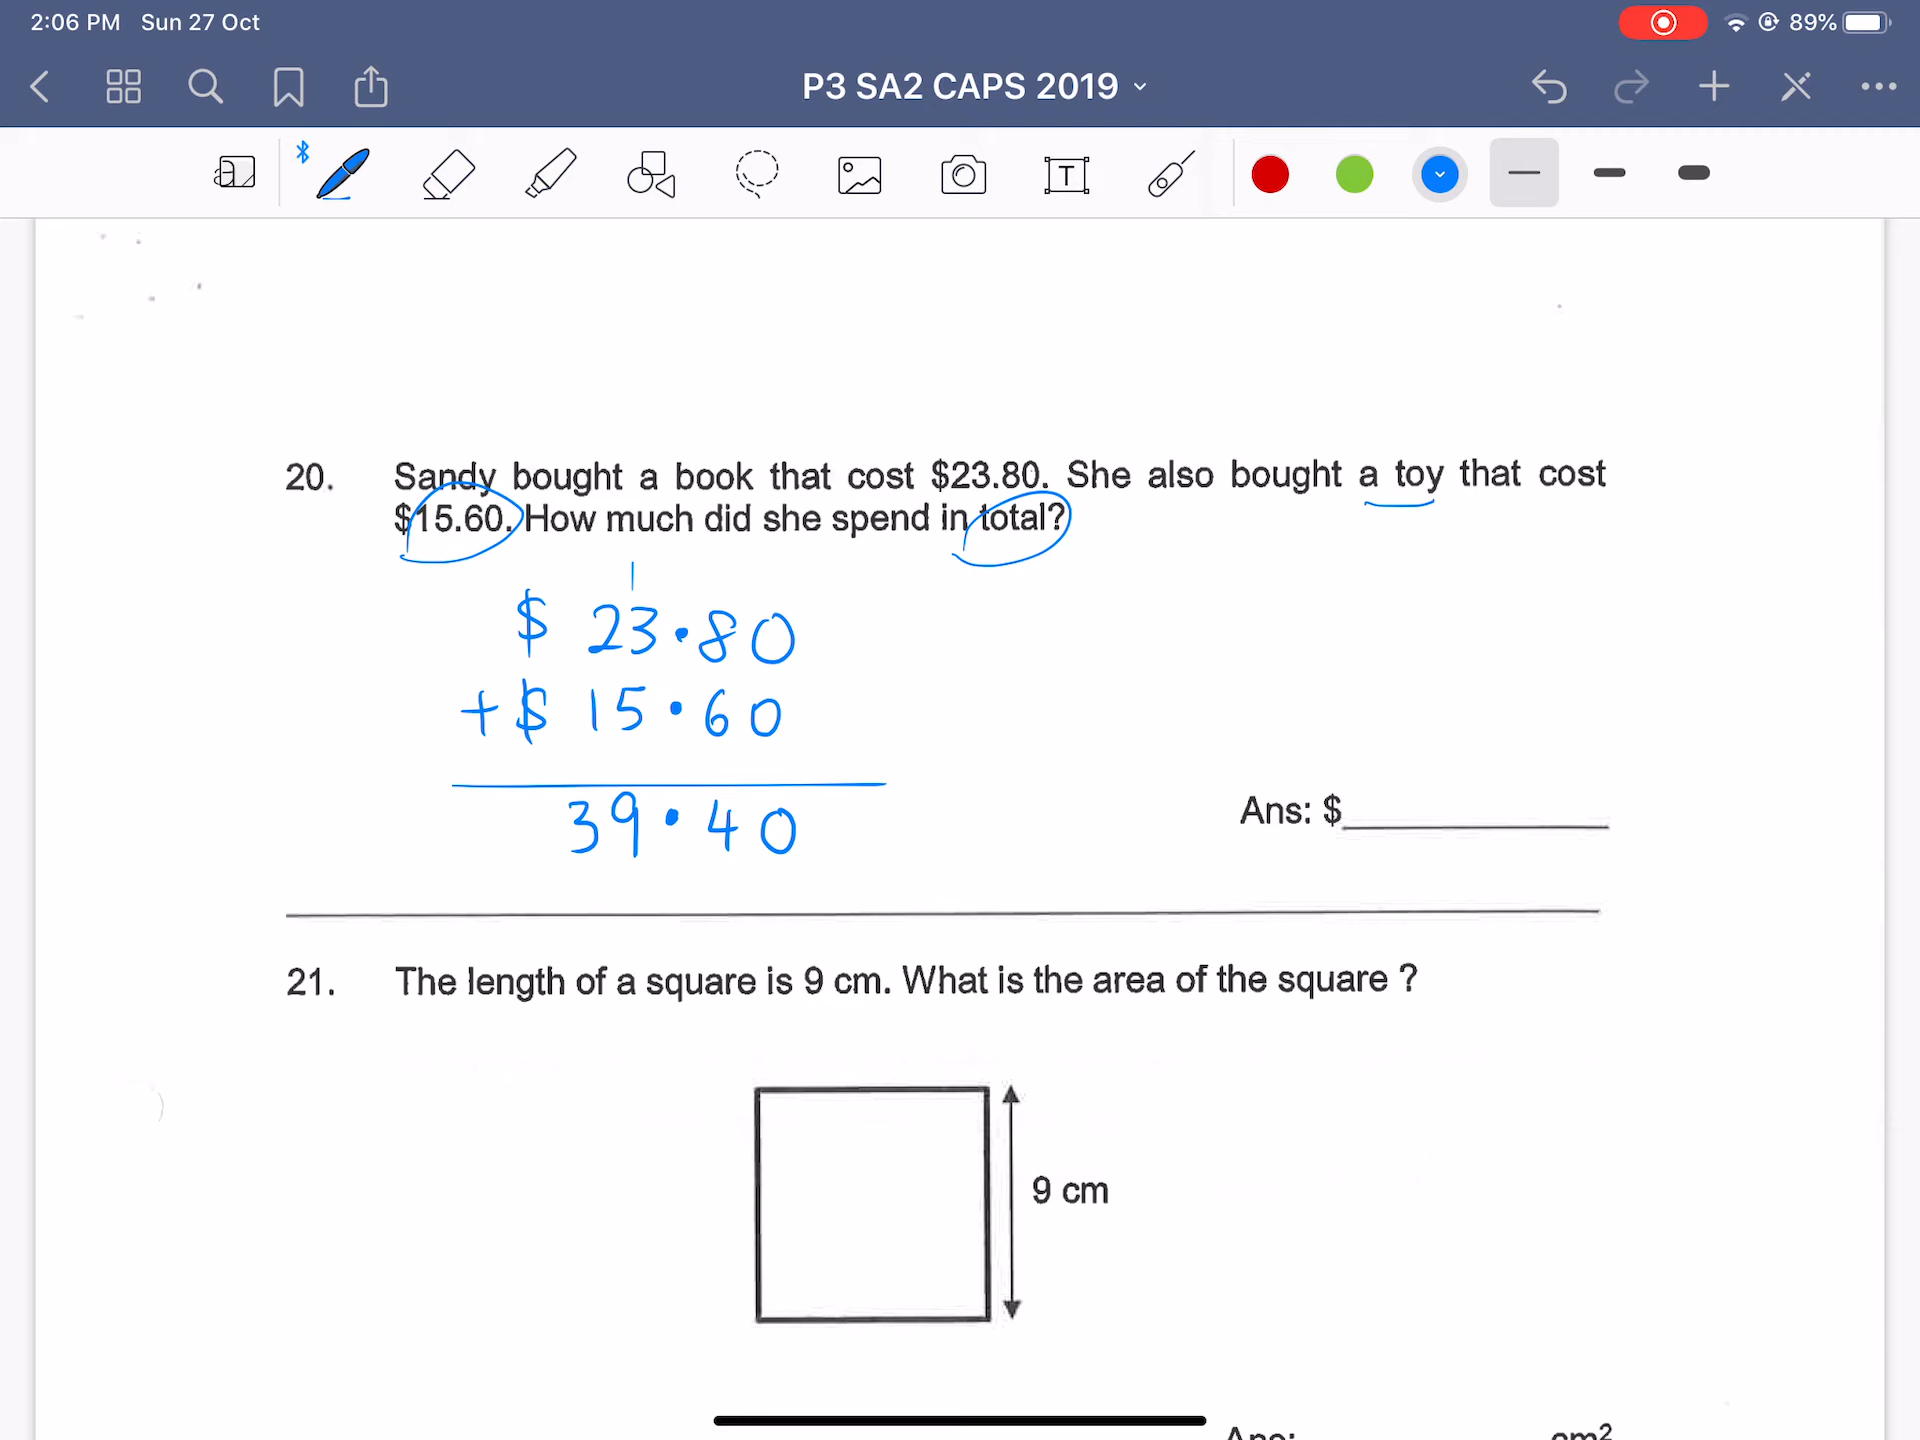 2:06 PM Sun 27 Oct 89%
P3 SA2 CAPS 2019
20. Sandy bought a book that cost $23.80. She also bought a toy that cost
$15.60. How much did she spend in total?
1
$ 23.80
+ $ 15.60
39.40
Ans: $
21. The length of a square is 9 cm. What is the area of the square ?
9 cm
Ans: cm²